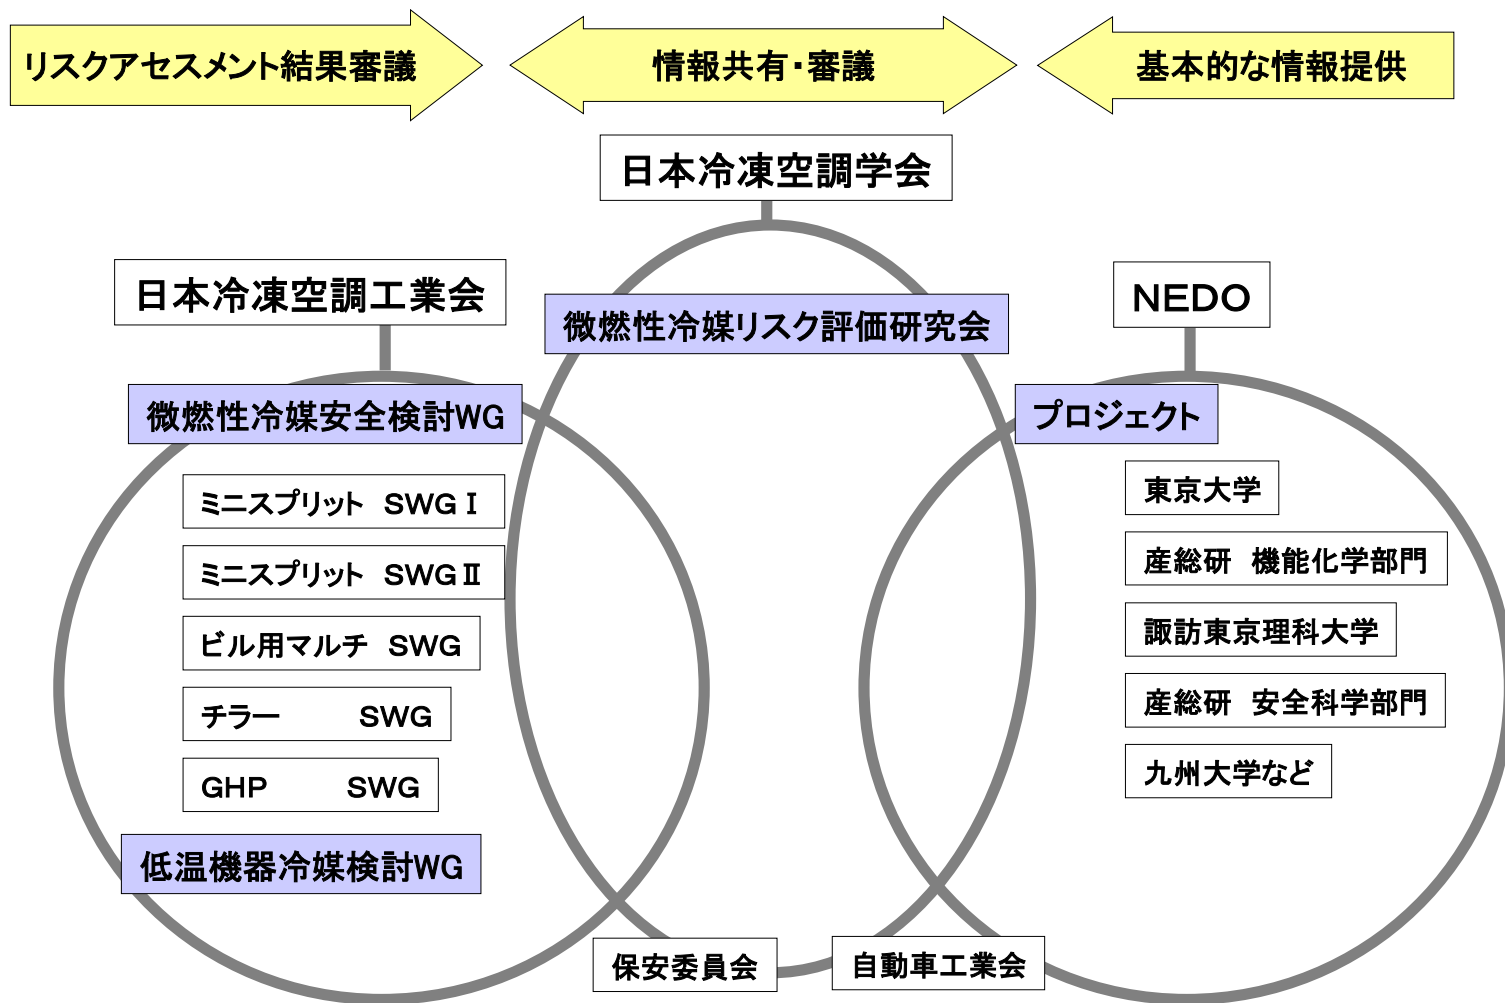 リスクアセスメント結果審議
情報共有・審議
基本的な情報提供
日本冷凍空調学会
日本冷凍空調工業会
微燃性冷媒リスク評価研究会
NEDO
微燃性冷媒安全検討WG
プロジェクト
ミニスプリット SWGⅠ
ミニスプリット SWGⅡ
ビル用マルチ SWG
チラー SWG
GHP SWG
低温機器冷媒検討WG
東京大学
産総研 機能化学部門
諏訪東京理科大学
産総研 安全科学部門
九州大学など
保安委員会
自動車工業会